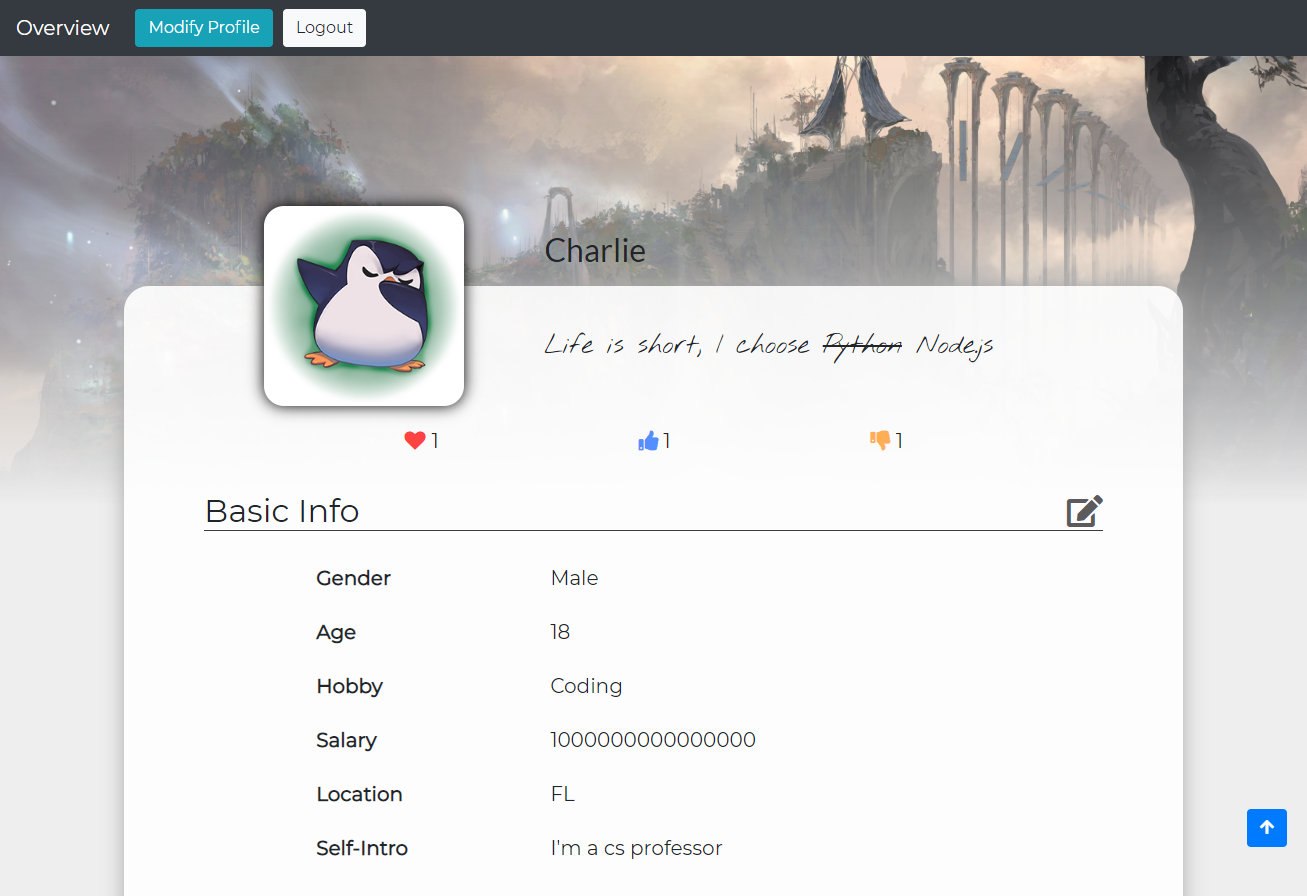 Overview Modify Profile Logout
Charlie
Life is short, I choose Python Node.js
1 1 1
Basic Info
Gender Male
Age 18
Hobby Coding
Salary 1000000000000000
Location FL
Self-Intro I'm a cs professor